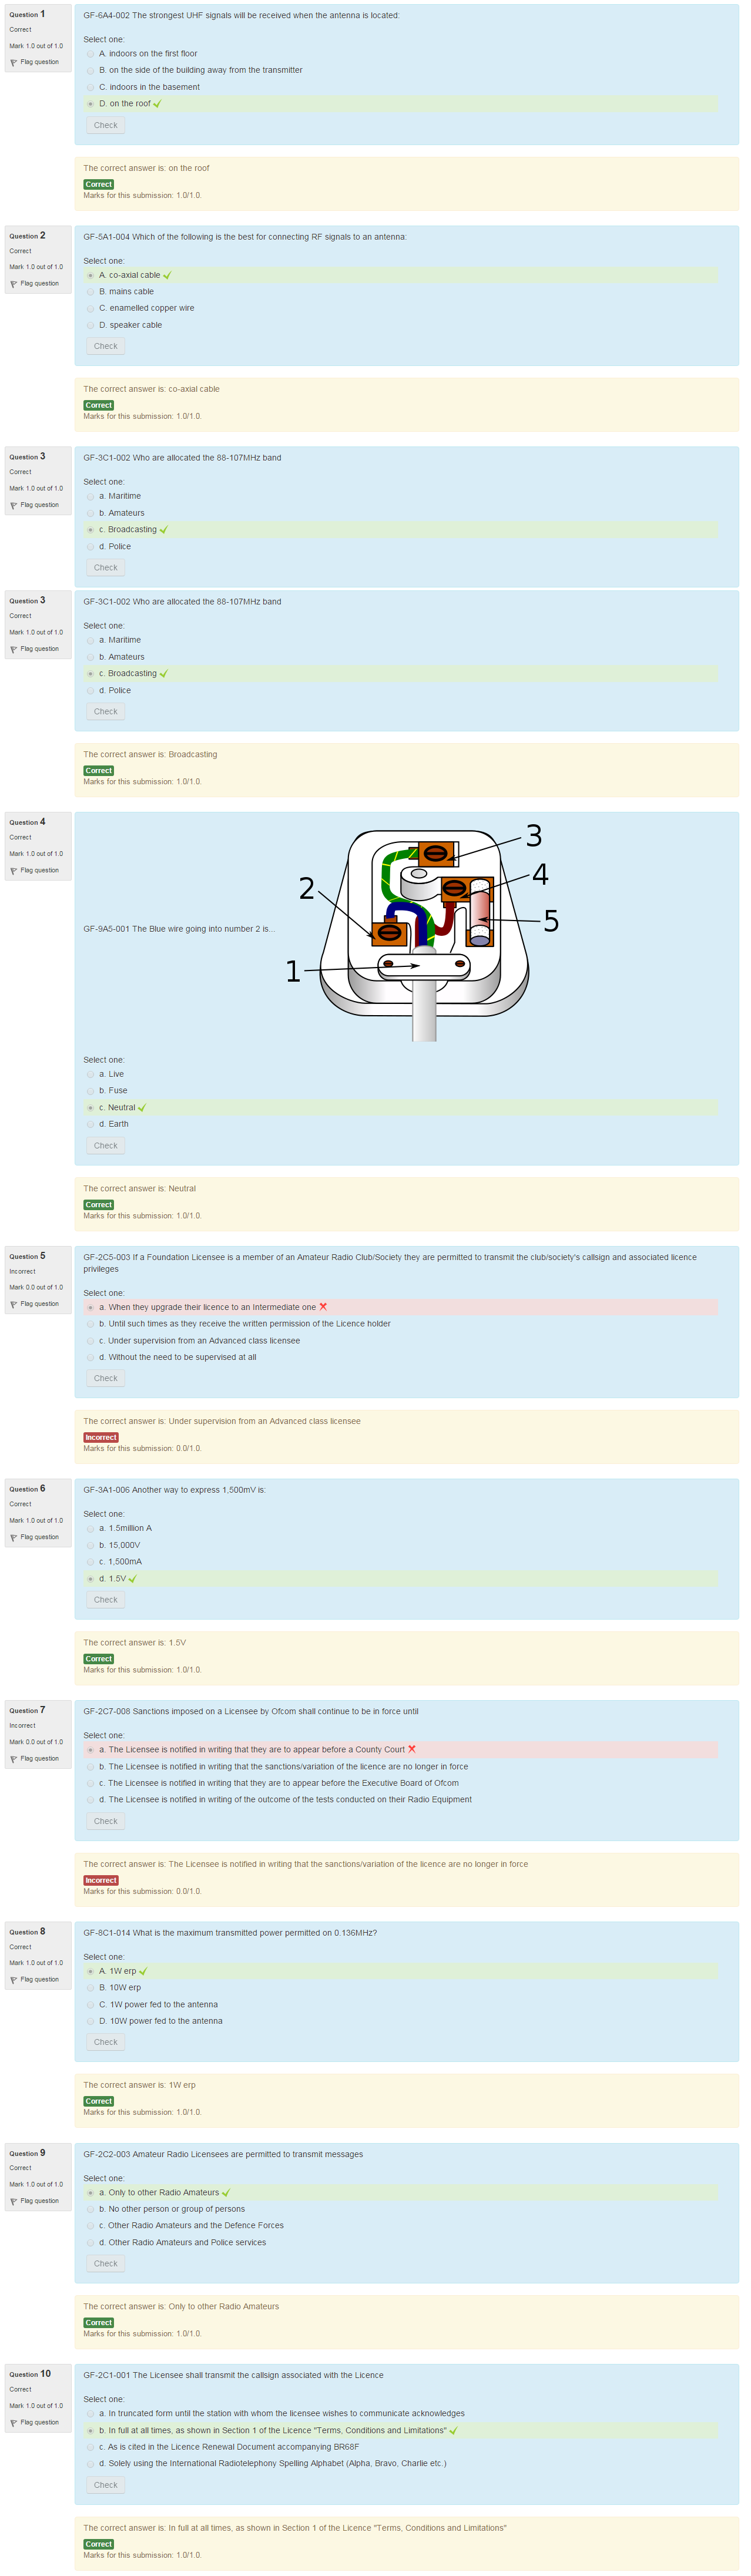 Question 1
Correct
Mark 1.0 out of 1.0
Flag question
GF-6A4-002 The strongest UHF signals will be received when the antenna is located:
Select one:
A. indoors on the first floor
B. on the side of the building away from the transmitter
C. indoors in the basement
D. on the roof
Check
The correct answer is: on the roof
Correct
Marks for this submission: 1.0/1.0.
Question 2
Correct
Mark 1.0 out of 1.0
Flag question
GF-5A1-004 Which of the following is the best for connecting RF signals to an antenna:
Select one:
A. co-axial cable
B. mains cable
C. enamelled copper wire
D. speaker cable
Check
The correct answer is: co-axial cable
Correct
Marks for this submission: 1.0/1.0.
Question 3
Correct
Mark 1.0 out of 1.0
Flag question
GF-3C1-002 Who are allocated the 88-107MHz band
Select one:
a. Maritime
b. Amateurs
c. Broadcasting
d. Police
Check
Question 3
Correct
Mark 1.0 out of 1.0
Flag question
GF-3C1-002 Who are allocated the 88-107MHz band
Select one:
a. Maritime
b. Amateurs
c. Broadcasting
d. Police
Check
The correct answer is: Broadcasting
Correct
Marks for this submission: 1.0/1.0.
Question 4
Correct
Mark 1.0 out of 1.0
Flag question
GF-9A5-001 The Blue wire going into number 2 is...
3
4
2
5
1
Select one:
a. Live
b. Fuse
c. Neutral
d. Earth
Check
The correct answer is: Neutral
Correct
Marks for this submission: 1.0/1.0.
Question 5
Incorrect
Mark 0.0 out of 1.0
Flag question
GF-2C5-003 If a Foundation Licensee is a member of an Amateur Radio Club/Society they are permitted to transmit the club/society's callsign and associated licence
privileges
Select one:
a. When they upgrade their licence to an Intermediate one
b. Until such times as they receive the written permission of the Licence holder
c. Under supervision from an Advanced class licensee
d. Without the need to be supervised at all
Check
The correct answer is: Under supervision from an Advanced class licensee
Incorrect
Marks for this submission: 0.0/1.0.
Question 6
Correct
Mark 1.0 out of 1.0
Flag question
GF-3A1-006 Another way to express 1,500mV is:
Select one:
a. 1.5million A
b. 15,000V
c. 1,500mA
d. 1.5V
Check
The correct answer is: 1.5V
Correct
Marks for this submission: 1.0/1.0.
Question 7
Incorrect
Mark 0.0 out of 1.0
Flag question
GF-2C7-008 Sanctions imposed on a Licensee by Ofcom shall continue to be in force until
Select one:
a. The Licensee is notified in writing that they are to appear before a County Court
b. The Licensee is notified in writing that the sanctions/variation of the licence are no longer in force
c. The Licensee is notified in writing that they are to appear before the Executive Board of Ofcom
d. The Licensee is notified in writing of the outcome of the tests conducted on their Radio Equipment
Check
The correct answer is: The Licensee is notified in writing that the sanctions/variation of the licence are no longer in force
Incorrect
Marks for this submission: 0.0/1.0.
Question 8
Correct
Mark 1.0 out of 1.0
Flag question
GF-8C1-014 What is the maximum transmitted power permitted on 0.136MHz?
Select one:
A. 1W erp
B. 10W erp
C. 1W power fed to the antenna
D. 10W power fed to the antenna
Check
The correct answer is: 1W erp
Correct
Marks for this submission: 1.0/1.0.
Question 9
Correct
Mark 1.0 out of 1.0
Flag question
GF-2C2-003 Amateur Radio Licensees are permitted to transmit messages
Select one:
a. Only to other Radio Amateurs
b. No other person or group of persons
c. Other Radio Amateurs and the Defence Forces
d. Other Radio Amateurs and Police services
Check
The correct answer is: Only to other Radio Amateurs
Correct
Marks for this submission: 1.0/1.0.
Question 10
Correct
Mark 1.0 out of 1.0
Flag question
GF-2C1-001 The Licensee shall transmit the callsign associated with the Licence
Select one:
a. In truncated form until the station with whom the licensee wishes to communicate acknowledges
b. In full at all times, as shown in Section 1 of the Licence "Terms, Conditions and Limitations"
c. As is cited in the Licence Renewal Document accompanying BR68F
d. Solely using the International Radiotelephony Spelling Alphabet (Alpha, Bravo, Charlie etc.)
Check
The correct answer is: In full at all times, as shown in Section 1 of the Licence "Terms, Conditions and Limitations"
Correct
Marks for this submission: 1.0/1.0.